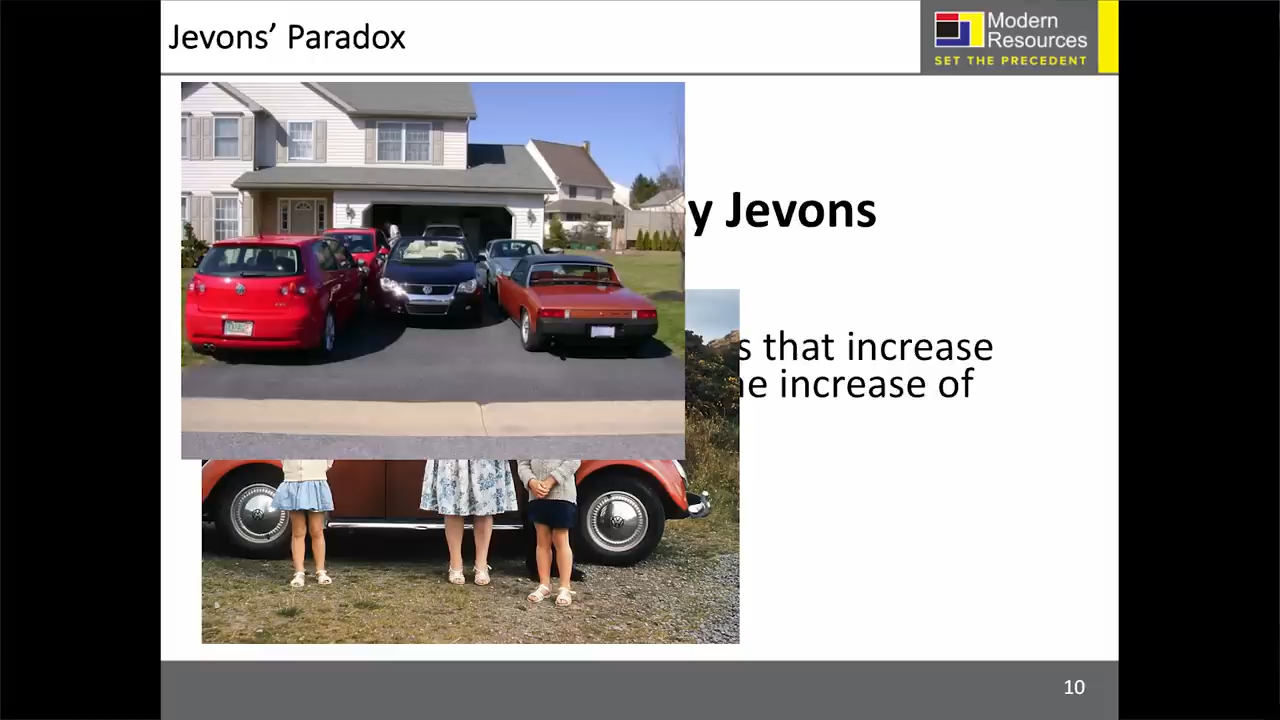 Jevons’ Paradox
Modern
Resources
SET THE PRECEDENT
y Jevons
s that increase
e increase of
10